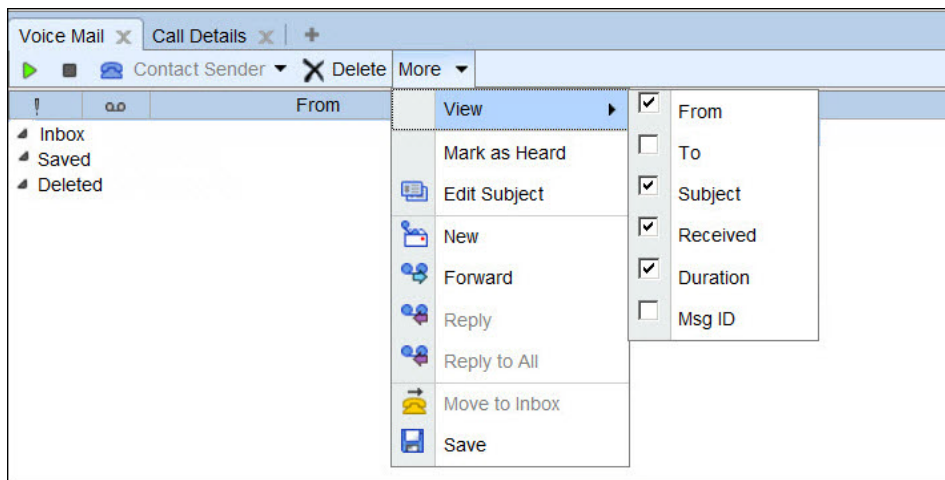 Voice Mail Call Details
Contact Sender Delete More
! From
Inbox
Saved
Deleted
View
Mark as Heard
Edit Subject
New
Forward
Reply
Reply to All
Move to Inbox
Save
From
To
Subject
Received
Duration
Msg ID